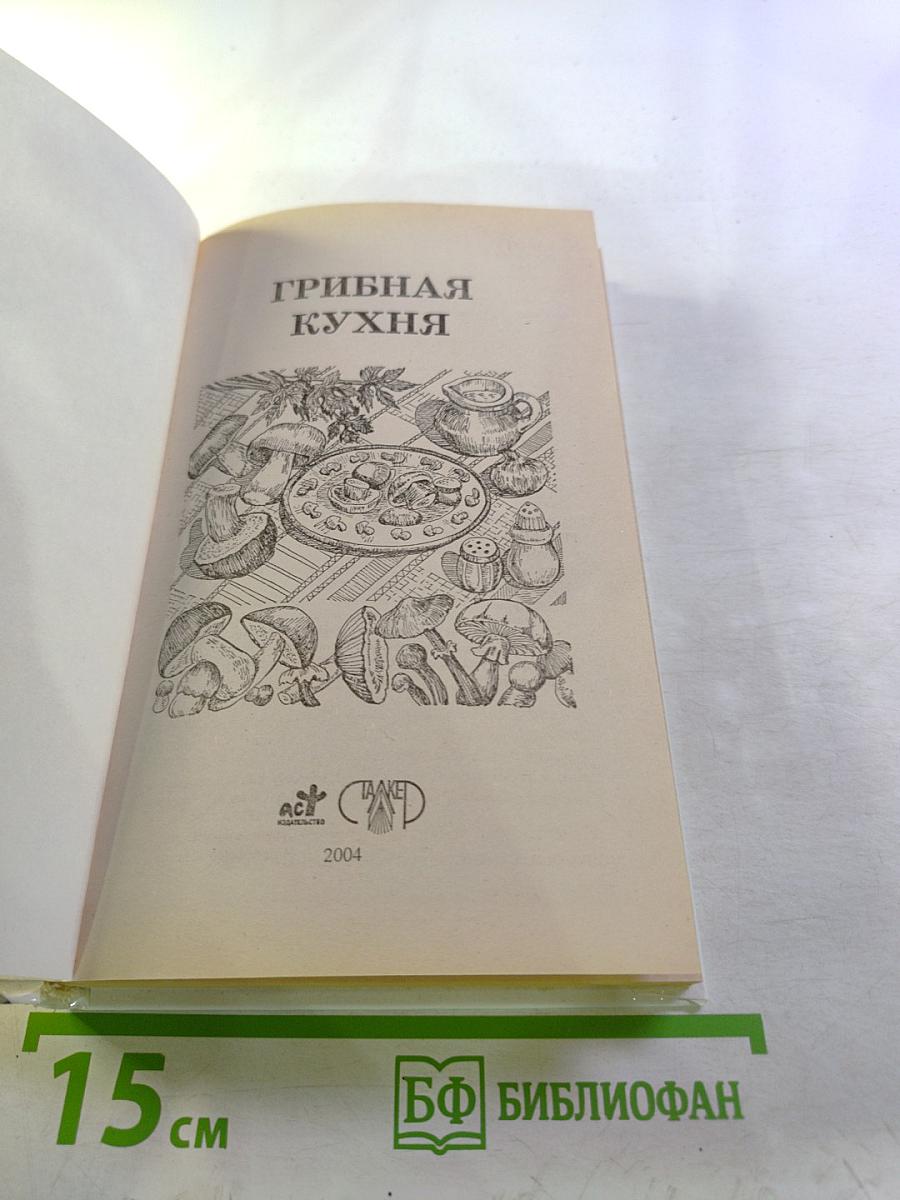 ГРИБНАЯ
КУХНЯ
АСТ
ИЗДАТЕЛЬСТВО
СТАЛКЕР
2004
15 см
БФ БИБЛИОФАН